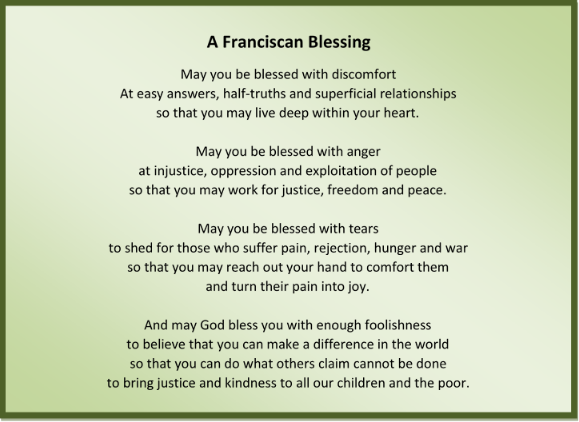 A Franciscan Blessing
May you be blessed with discomfort
At easy answers, half-truths and superficial relationships
so that you may live deep within your heart.
May you be blessed with anger
at injustice, oppression and exploitation of people
so that you may work for justice, freedom and peace.
May you be blessed with tears
to shed for those who suffer pain, rejection, hunger and war
so that you may reach out your hand to comfort them
and turn their pain into joy.
And may God bless you with enough foolishness
to believe that you can make a difference in the world
so that you can do what others claim cannot be done
to bring justice and kindness to all our children and the poor.